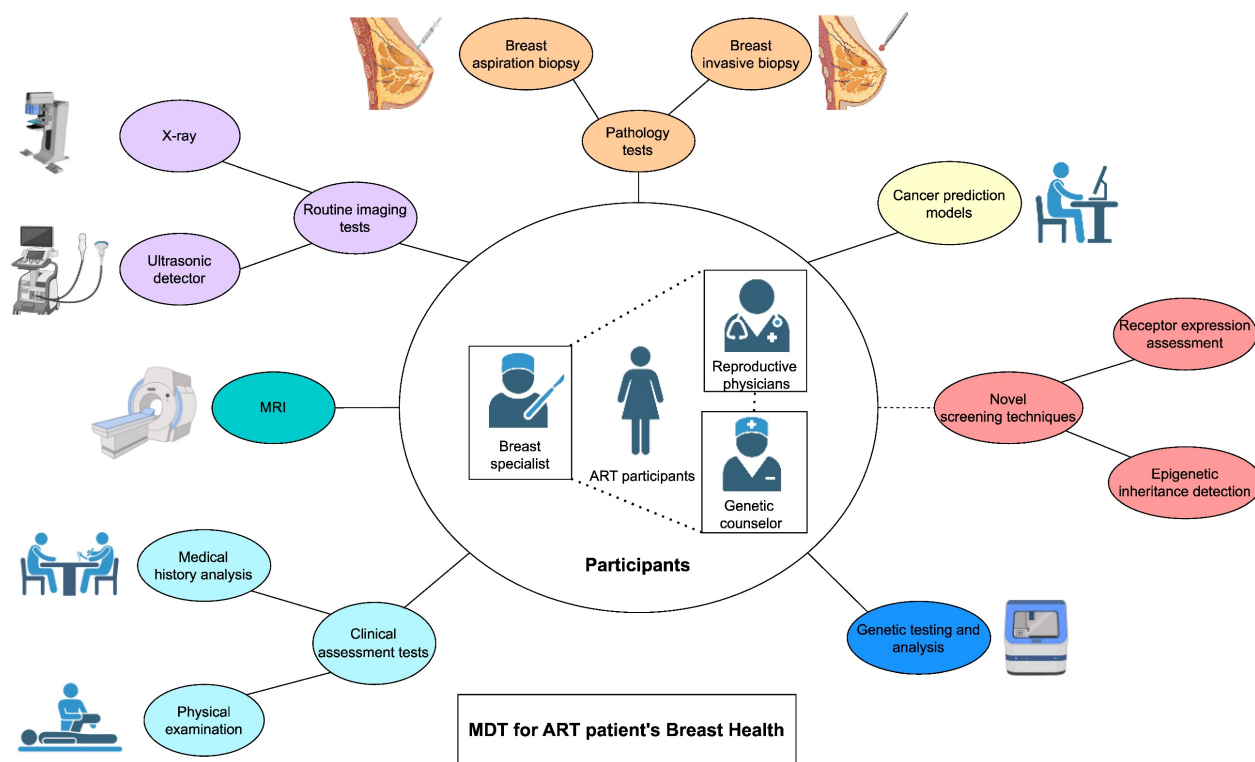 Breast
aspiration biopsy
Breast
invasive biopsy
Pathology
tests
X-ray
Routine imaging
tests
Ultrasonic
detector
Cancer prediction
models
Receptor expression
assessment
Novel
screening techniques
Epigenetic
inheritance detection
MRI
Reproductive
physicians
Breast
specialist
ART participants
Genetic
counselor
Participants
Medical
history analysis
Clinical
assessment tests
Physical
examination
Genetic testing and
analysis
MDT for ART patient's Breast Health